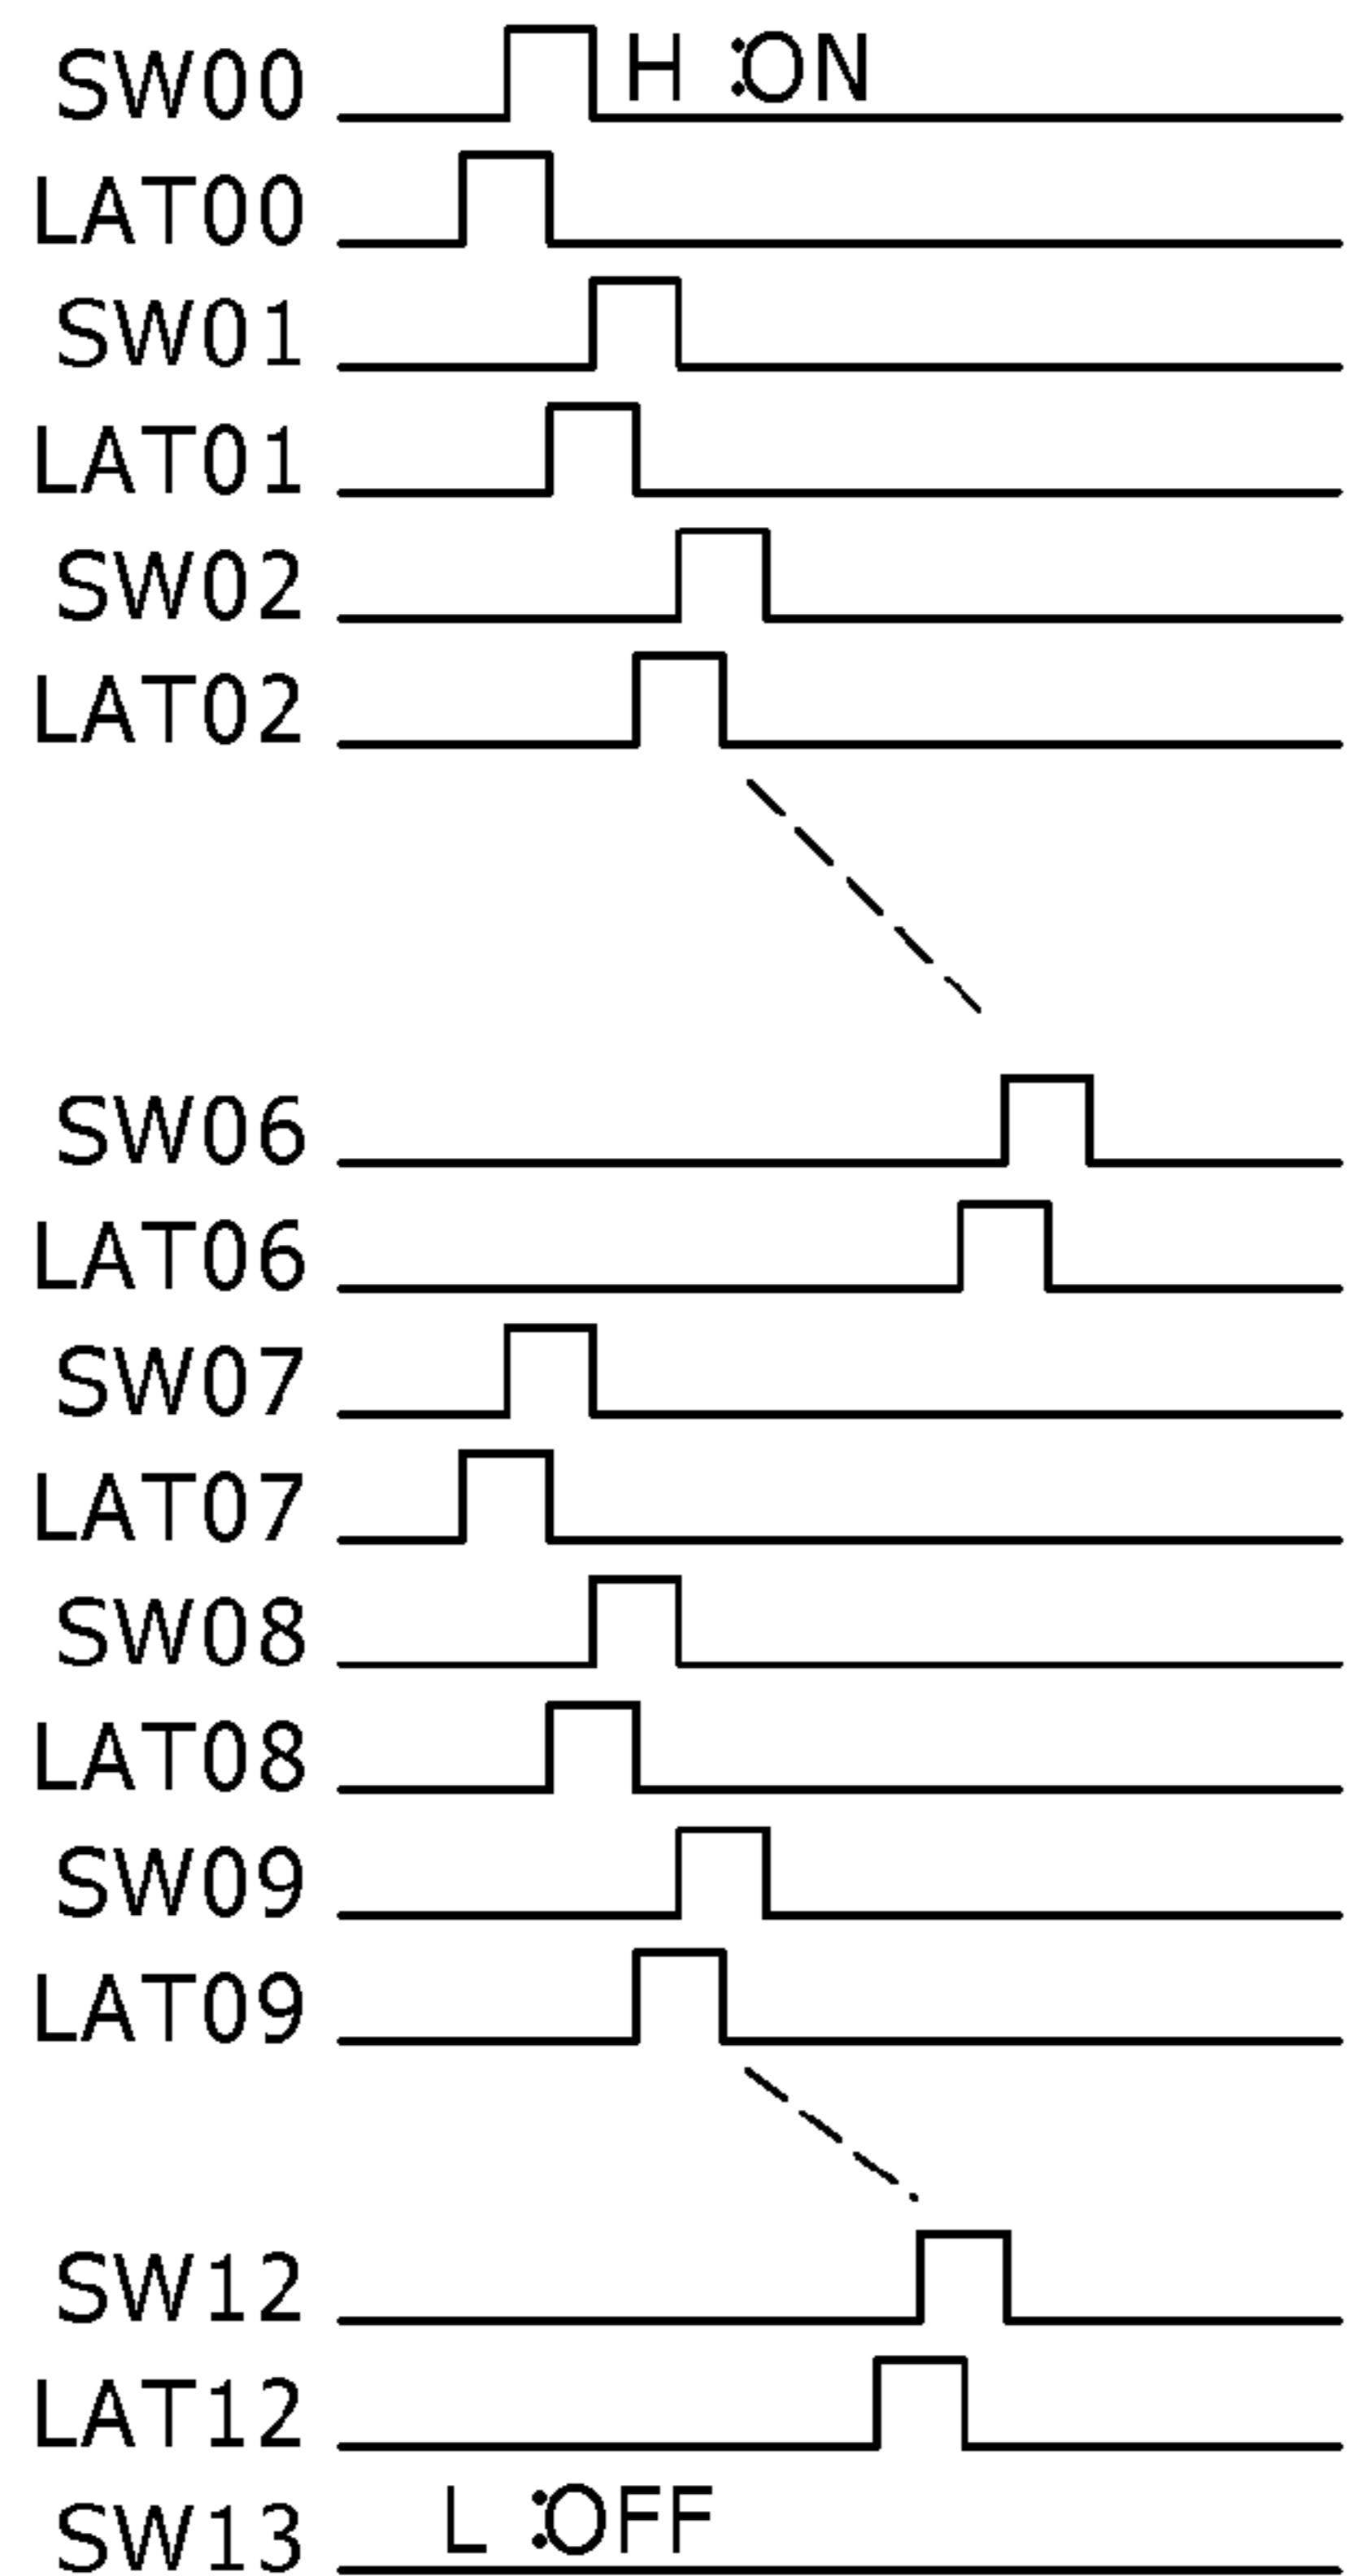 SW00 H :ON
LAT00
SW01
LAT01
SW02
LAT02
SW06
LAT06
SW07
LAT07
SW08
LAT08
SW09
LAT09
SW12
LAT12
SW13 L :OFF